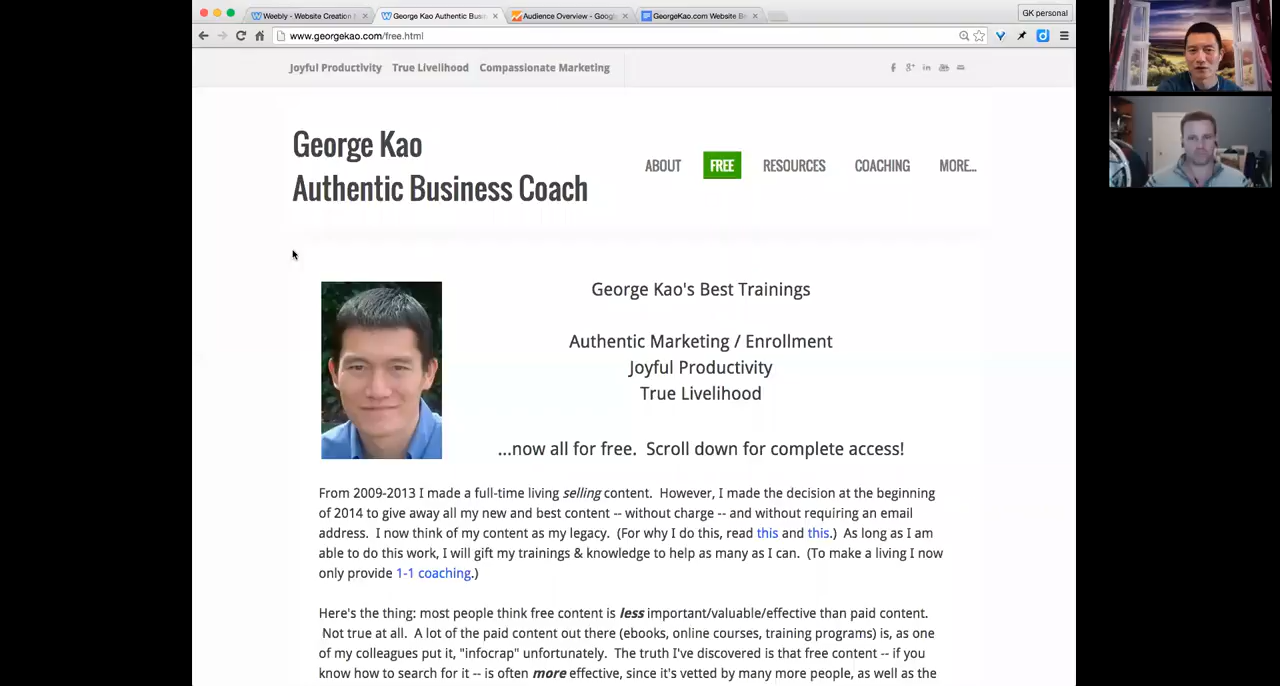 Weebly - Website Creation
George Kao Authentic Busin
Audience Overview - Google
GeorgeKao.com Website B
GK personal
www.georgekao.com/free.html
Joyful Productivity True Livelihood Compassionate Marketing
George Kao
Authentic Business Coach
ABOUT FREE RESOURCES COACHING MORE...
George Kao's Best Trainings
Authentic Marketing / Enrollment
Joyful Productivity
True Livelihood
...now all for free. Scroll down for complete access!
From 2009-2013 I made a full-time living selling content. However, I made the decision at the beginning
of 2014 to give away all my new and best content -- without charge -- and without requiring an email
address. I now think of my content as my legacy. (For why I do this, read this and this.) As long as I am
able to do this work, I will gift my trainings & knowledge to help as many as I can. (To make a living I now
only provide 1-1 coaching.)
Here's the thing: most people think free content is less important/valuable/effective than paid content.
Not true at all. A lot of the paid content out there (ebooks, online courses, training programs) is, as one
of my colleagues put it, "infocrap" unfortunately. The truth I've discovered is that free content -- if you
know how to search for it -- is often more effective, since it's vetted by many more people, as well as the